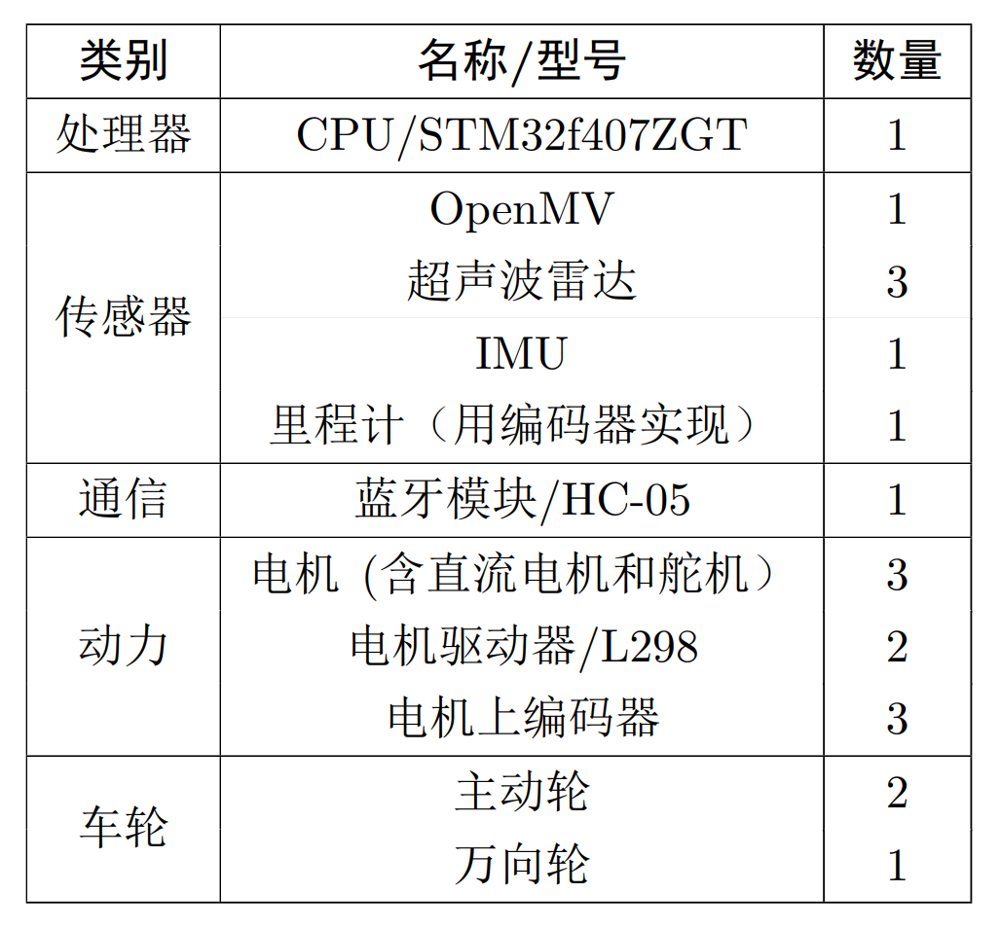 类别 名称/型号 数量
处理器 CPU/STM32f407ZGT 1
OpenMV 1
超声波雷达 3
传感器
IMU 1
里程计（用编码器实现） 1
通信 蓝牙模块/HC-05 1
电机 (含直流电机和舵机） 3
动力 电机驱动器/L298 2
电机上编码器 3
主动轮 2
车轮
万向轮 1